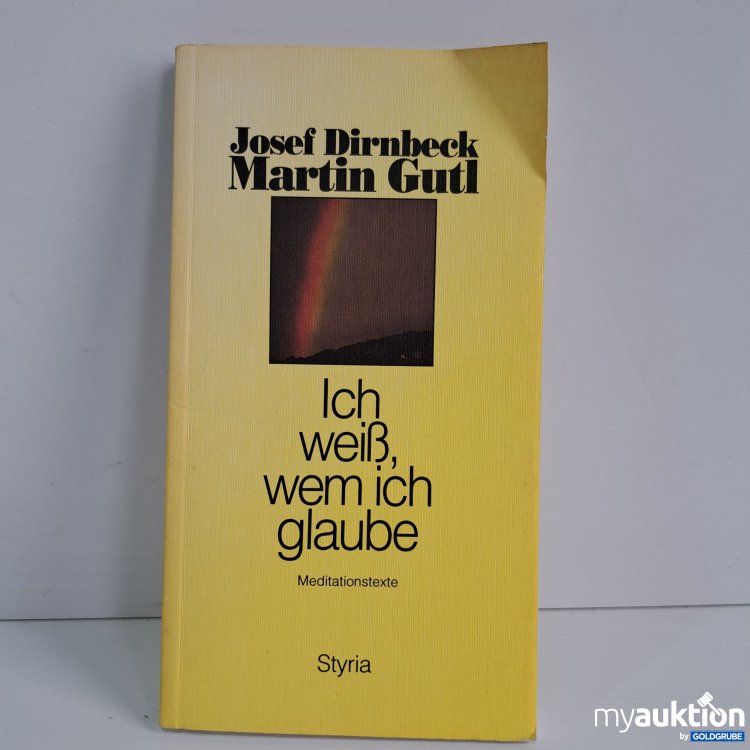 Josef Dirnbeck
Martin Gutl
Ich
weiß,
wem ich
glaube
Meditationstexte
Styria
myauktion
by GOLDGRUBE